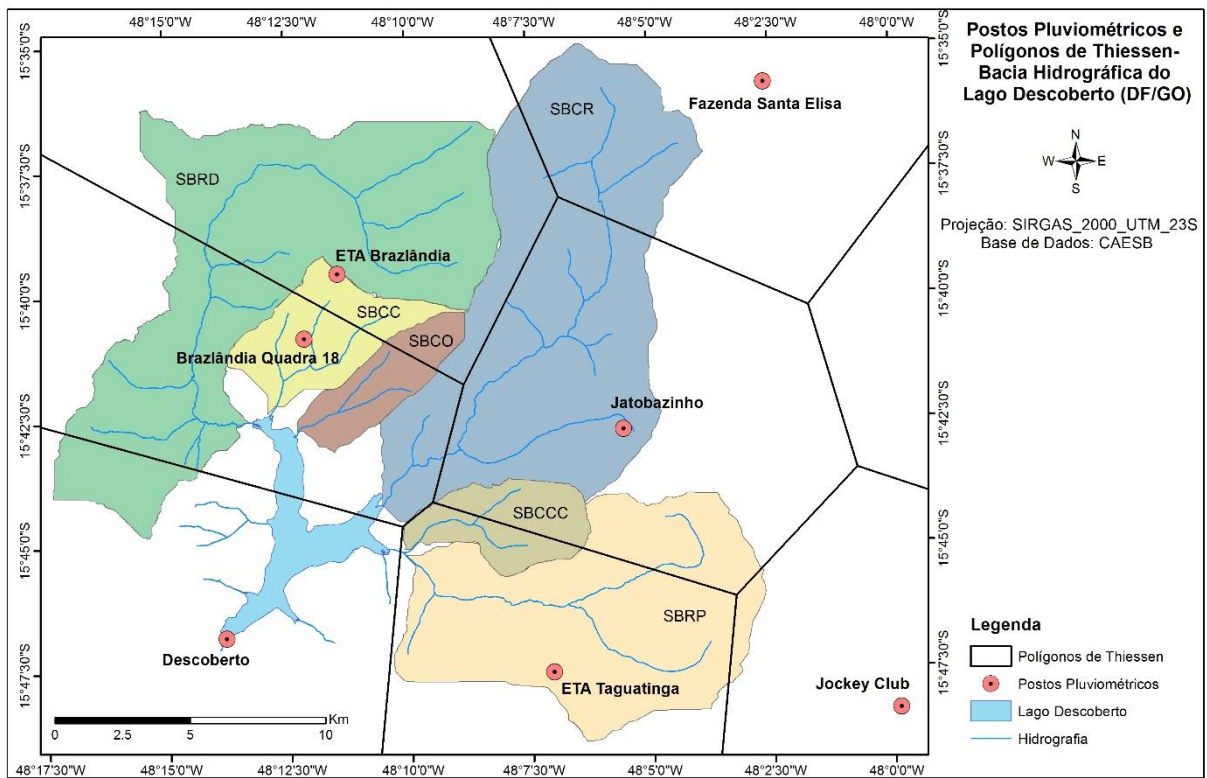 48°15'0"W
48°12'30"W
48°10'0"W
48°7'30"W
48°5'0"W
48°2'30"W
48°0'0"W
15°35'0"S
15°37'30"S
15°40'0"S
15°42'30"S
15°45'0"S
15°47'30"S
SBCR
Fazenda Santa Elisa
SBRD
ETA Brazlândia
SBCC
SBCO
Brazlândia Quadra 18
Jatobazinho
SBCCC
SBRP
Descoberto
ETA Taguatinga
Jockey Club
Km
0
2.5
5
10
15°35'0"S
15°37'30"S
15°40'0"S
15°42'30"S
15°45'0"S
15°47'30"S
48°17'30"W
48°15'0"W
48°12'30"W
48°10'0"W
48°7'30"W
48°5'0"W
48°2'30"W
48°0'0"W
Postos Pluviométricos e
Polígonos de Thiessen-
Bacia Hidrográfica do
Lago Descoberto (DF/GO)
N
W
E
S
Projeção: SIRGAS_2000_UTM_23S
Base de Dados: CAESB
Legenda
Polígonos de Thiessen
Postos Pluviométricos
Lago Descoberto
Hidrografia